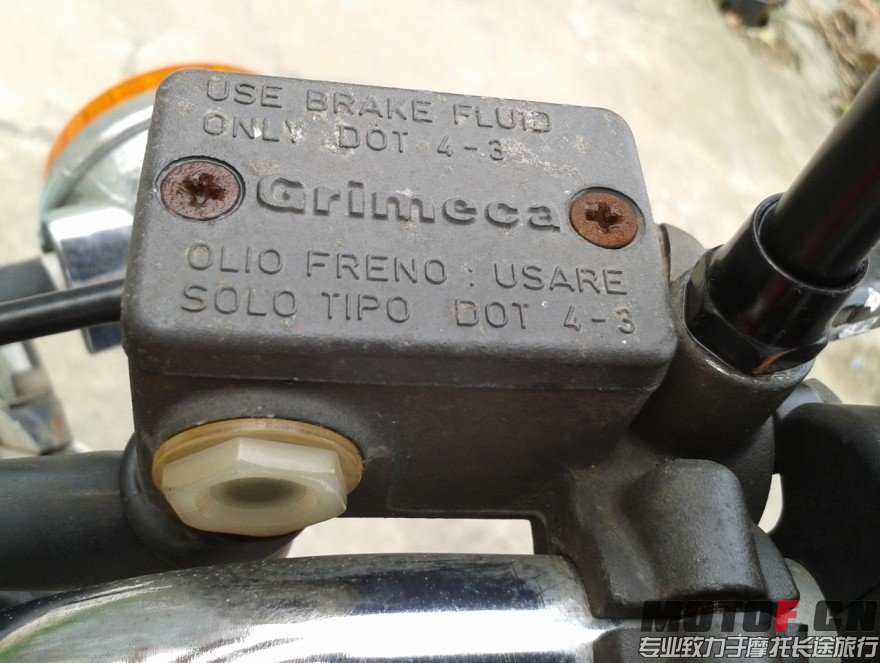 USE BRAKE FLUID
ONLY DOT 4-3
Grimeca
OLIO FRENO : USARE
SOLO TIPO DOT 4-3
MOTOF.CN
专业致力于摩托长途旅行